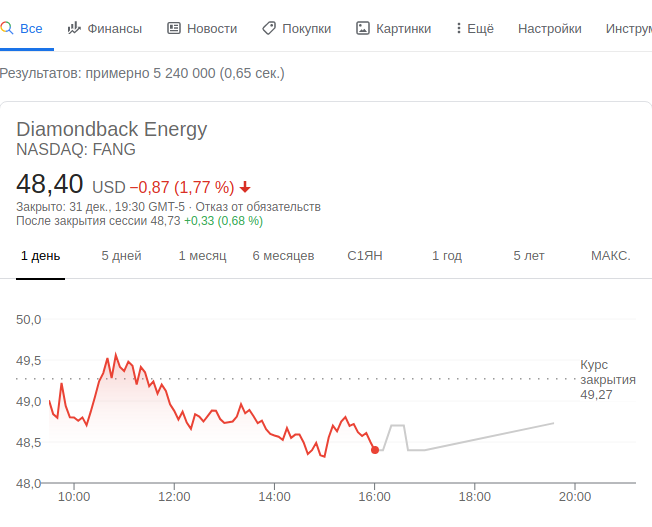 Все Финансы Новости Покупки Картинки Ещё Настройки Инструм
Результатов: примерно 5 240 000 (0,65 сек.)
Diamondback Energy
NASDAQ: FANG
48,40 USD −0,87 (1,77 %)
Закрыто: 31 дек., 19:30 GMT-5 · Отказ от обязательств
После закрытия сессии 48,73 +0,33 (0,68 %)
1 день 5 дней 1 месяц 6 месяцев С1ЯН 1 год 5 лет МАКС.
50,0
49,5
Курс
закрытия
49,27
49,0
48,5
48,0
10:00 12:00 14:00 16:00 18:00 20:00